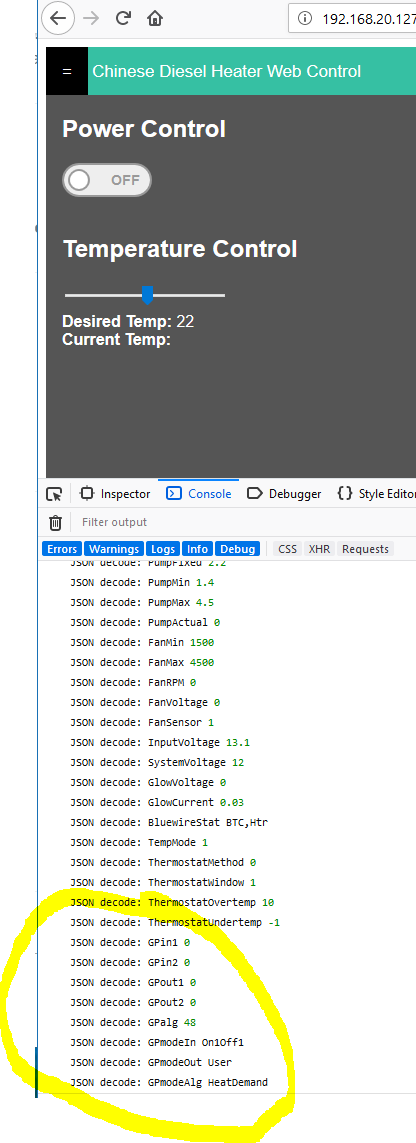 192.168.20.127
= Chinese Diesel Heater Web Control
Power Control
OFF
Temperature Control
Desired Temp: 22
Current Temp:
Inspector Console Debugger {} Style Editor
Filter output
Errors Warnings Logs Info Debug CSS XHR Requests
JSON decode: PumpFixed 2.2
JSON decode: PumpMin 1.4
JSON decode: PumpMax 4.5
JSON decode: PumpActual 0
JSON decode: FanMin 1500
JSON decode: FanMax 4500
JSON decode: FanRPM 0
JSON decode: FanVoltage 0
JSON decode: FanSensor 1
JSON decode: InputVoltage 13.1
JSON decode: SystemVoltage 12
JSON decode: GlowVoltage 0
JSON decode: GlowCurrent 0.03
JSON decode: BluewireStat BTC,Htr
JSON decode: TempMode 1
JSON decode: ThermostatMethod 0
JSON decode: ThermostatWindow 1
JSON decode: ThermostatOvertemp 10
JSON decode: ThermostatUndertemp -1
JSON decode: GPin1 0
JSON decode: GPin2 0
JSON decode: GPout1 0
JSON decode: GPout2 0
JSON decode: GPalg 48
JSON decode: GPmodeIn On1Off1
JSON decode: GPmodeOut User
JSON decode: GPmodeAlg HeatDemand